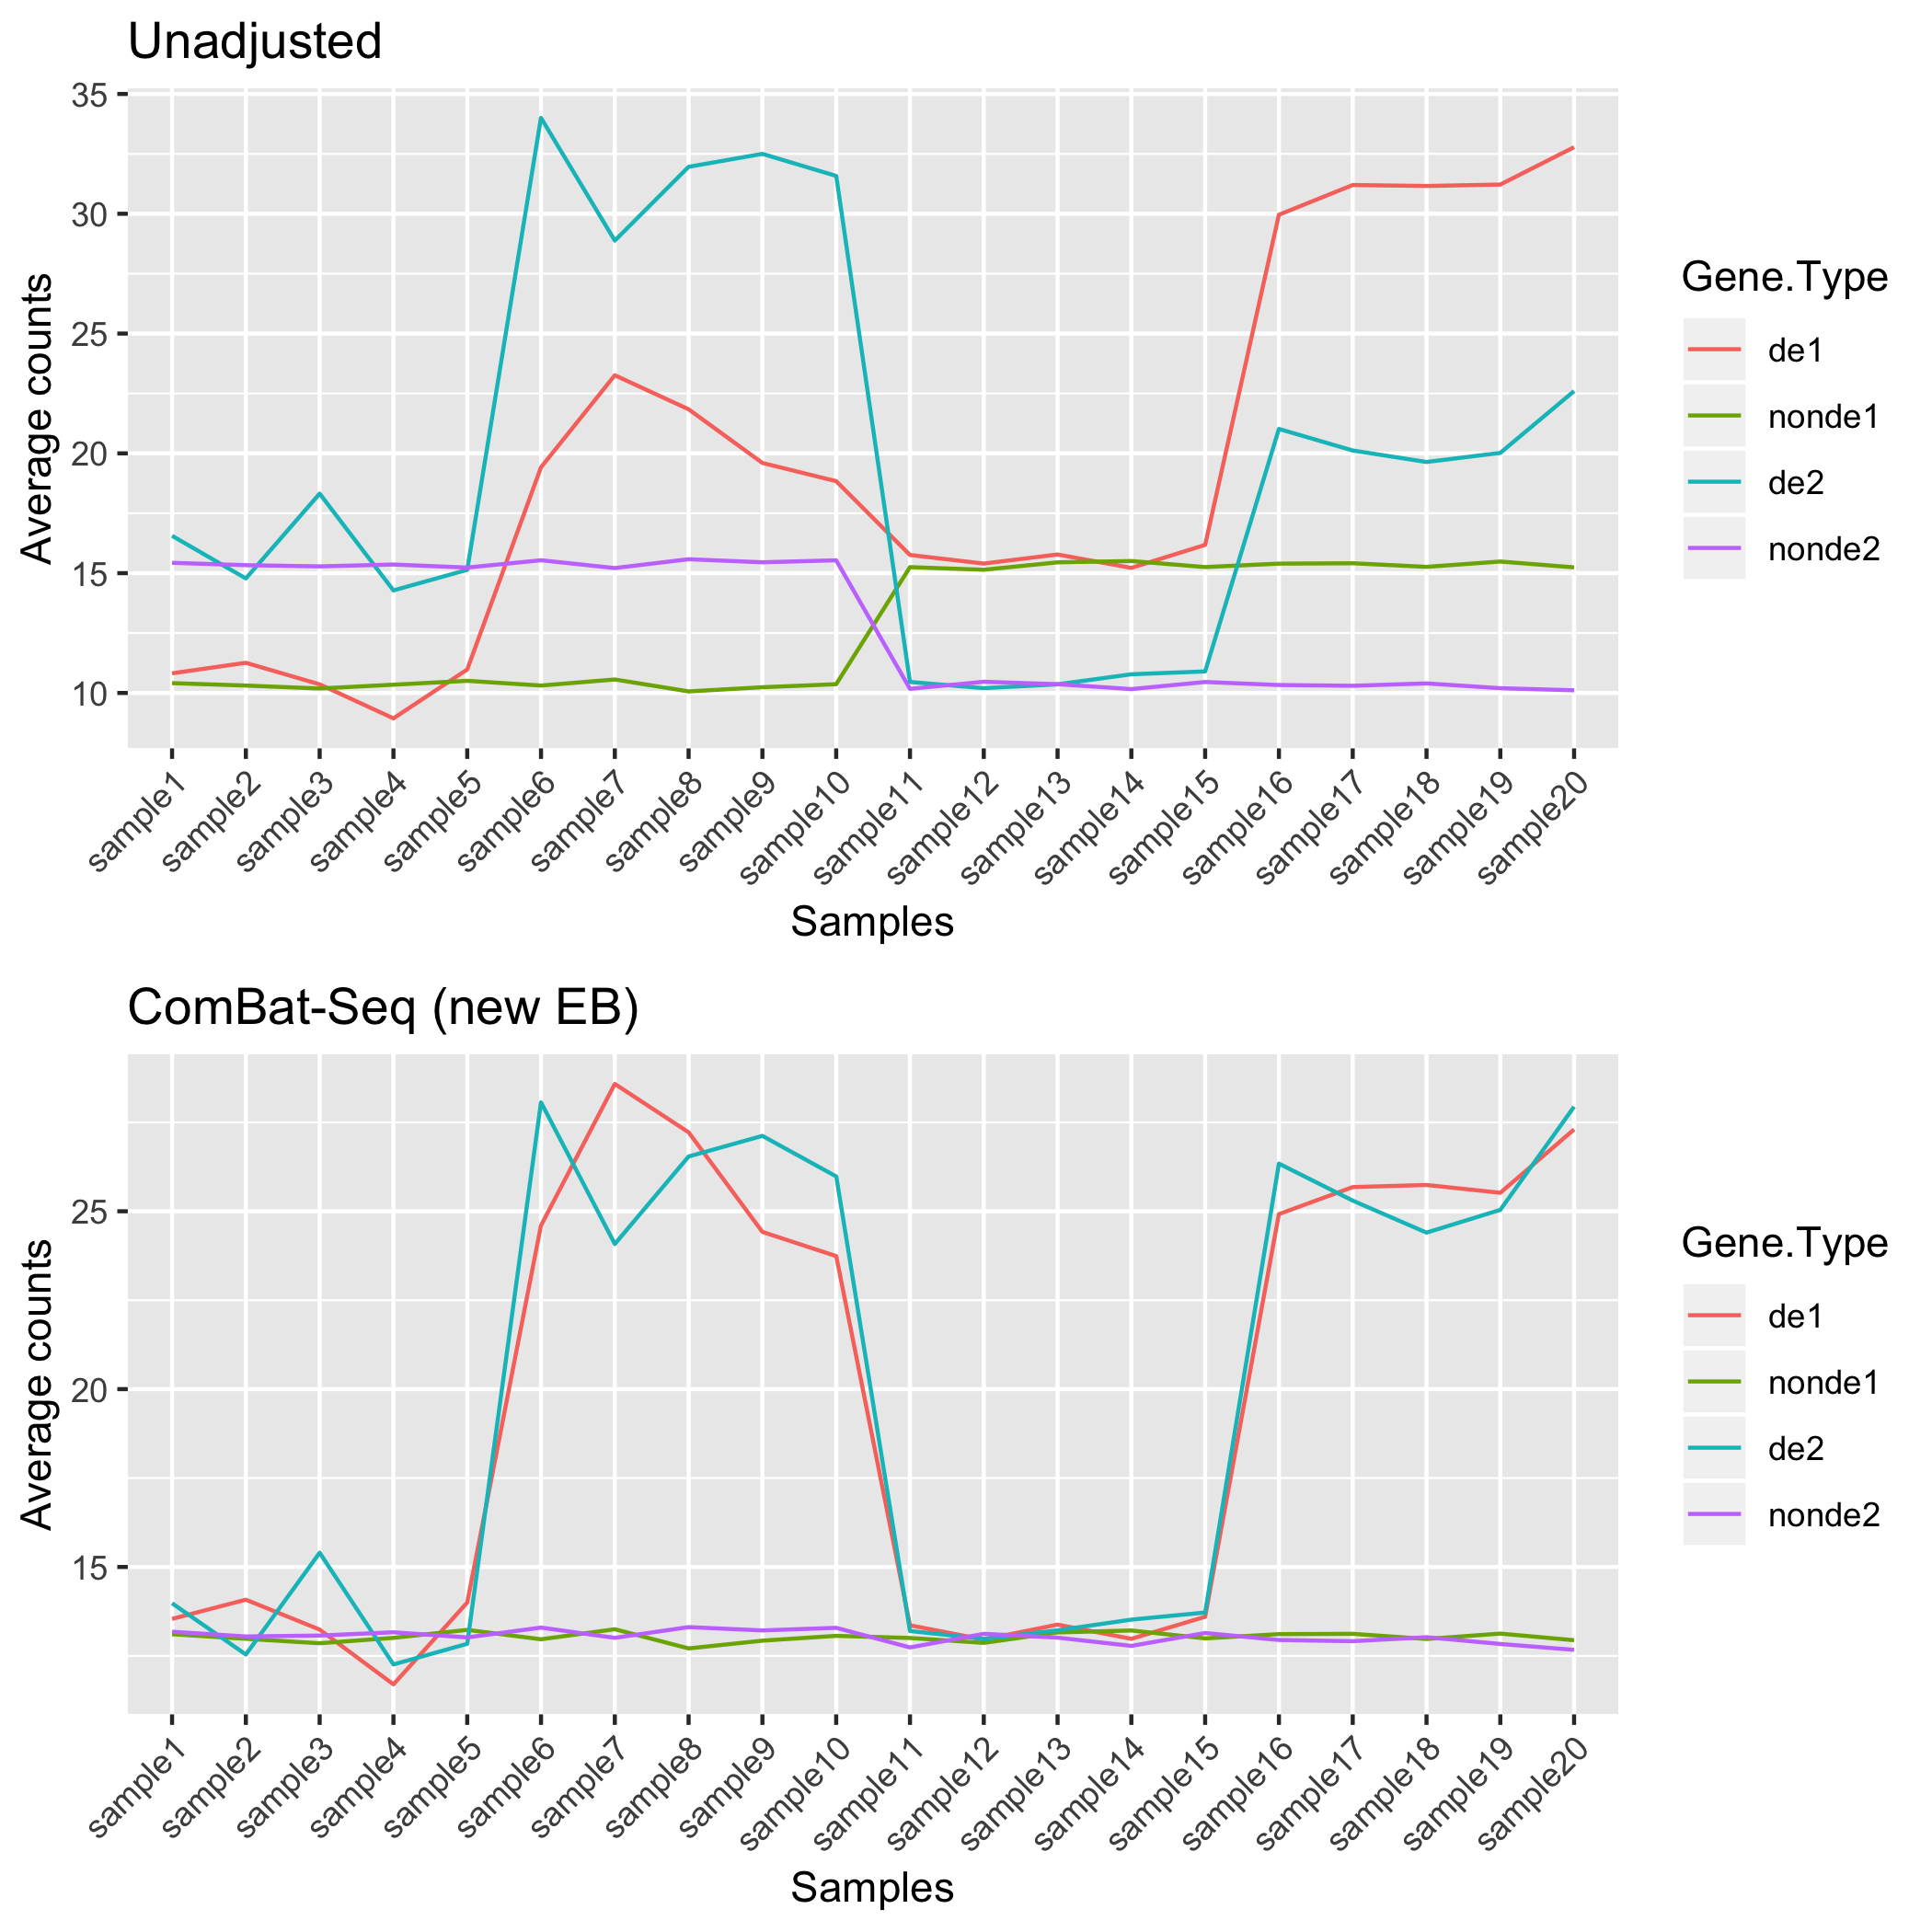 Unadjusted
35
30
25
20
15
10
Average counts
sample1
sample2
sample3
sample4
sample5
sample6
sample7
sample8
sample9
sample10
sample11
sample12
sample13
sample14
sample15
sample16
sample17
sample18
sample19
sample20
Samples
Gene.Type
de1
nonde1
de2
nonde2
ComBat-Seq (new EB)
25
20
15
Average counts
sample1
sample2
sample3
sample4
sample5
sample6
sample7
sample8
sample9
sample10
sample11
sample12
sample13
sample14
sample15
sample16
sample17
sample18
sample19
sample20
Samples
Gene.Type
de1
nonde1
de2
nonde2